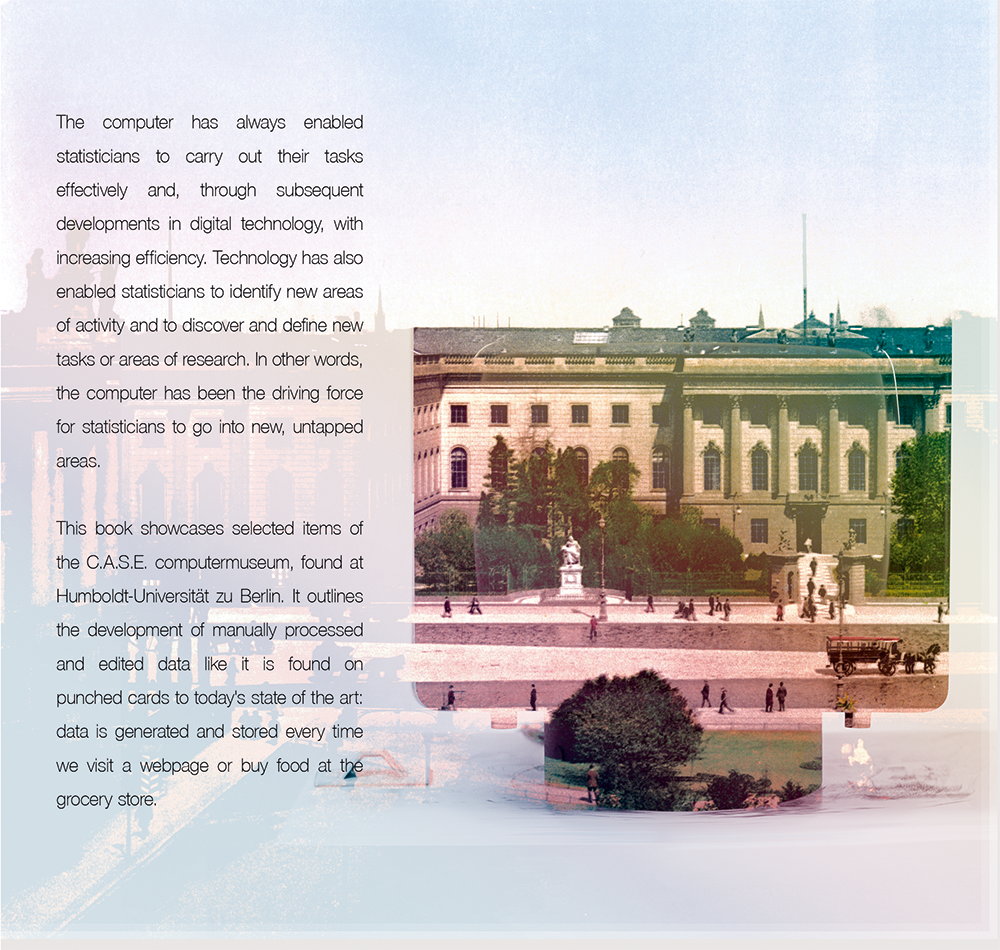 The computer has always enabled
statisticians to carry out their tasks
effectively and, through subsequent
developments in digital technology, with
increasing efficiency. Technology has also
enabled statisticians to identify new areas
of activity and to discover and define new
tasks or areas of research. In other words,
the computer has been the driving force
for statisticians to go into new, untapped
areas.
This book showcases selected items of
the C.A.S.E. computermuseum, found at
Humboldt-Universität zu Berlin. It outlines
the development of manually processed
and edited data like it is found on
punched cards to today's state of the art:
data is generated and stored every time
we visit a webpage or buy food at the
grocery store.